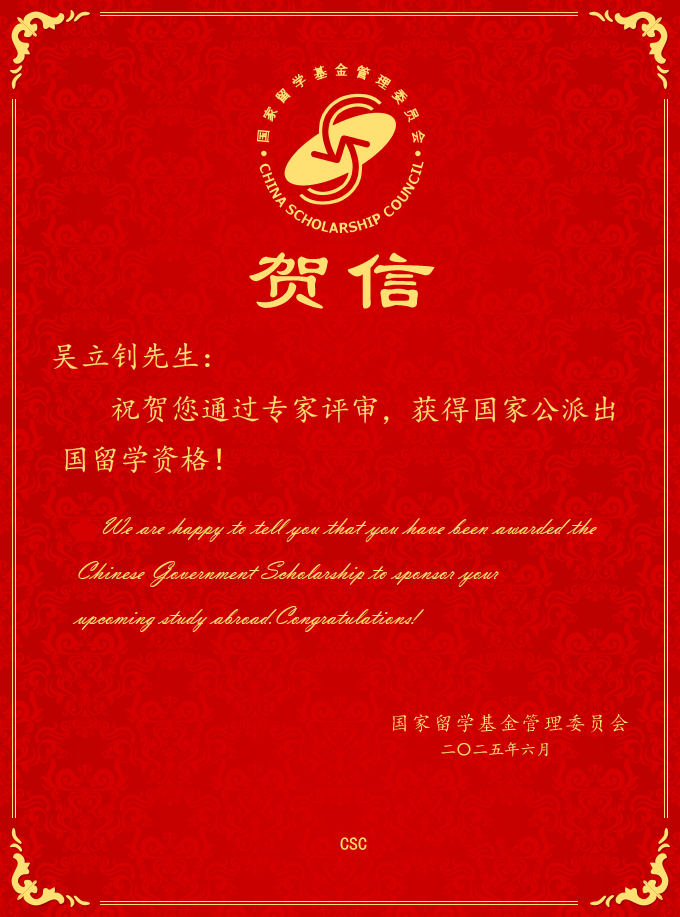 国家留学基金管理委员会
CHINA SCHOLARSHIP COUNCIL
贺信
吴立钊先生：
祝贺您通过专家评审，获得国家公派出
国留学资格！
We are happy to tell you that you have been awarded the
Chinese Government Scholarship to sponsor your
upcoming study abroad.Congratulations!
国家留学基金管理委员会
二〇二五年六月
CSC